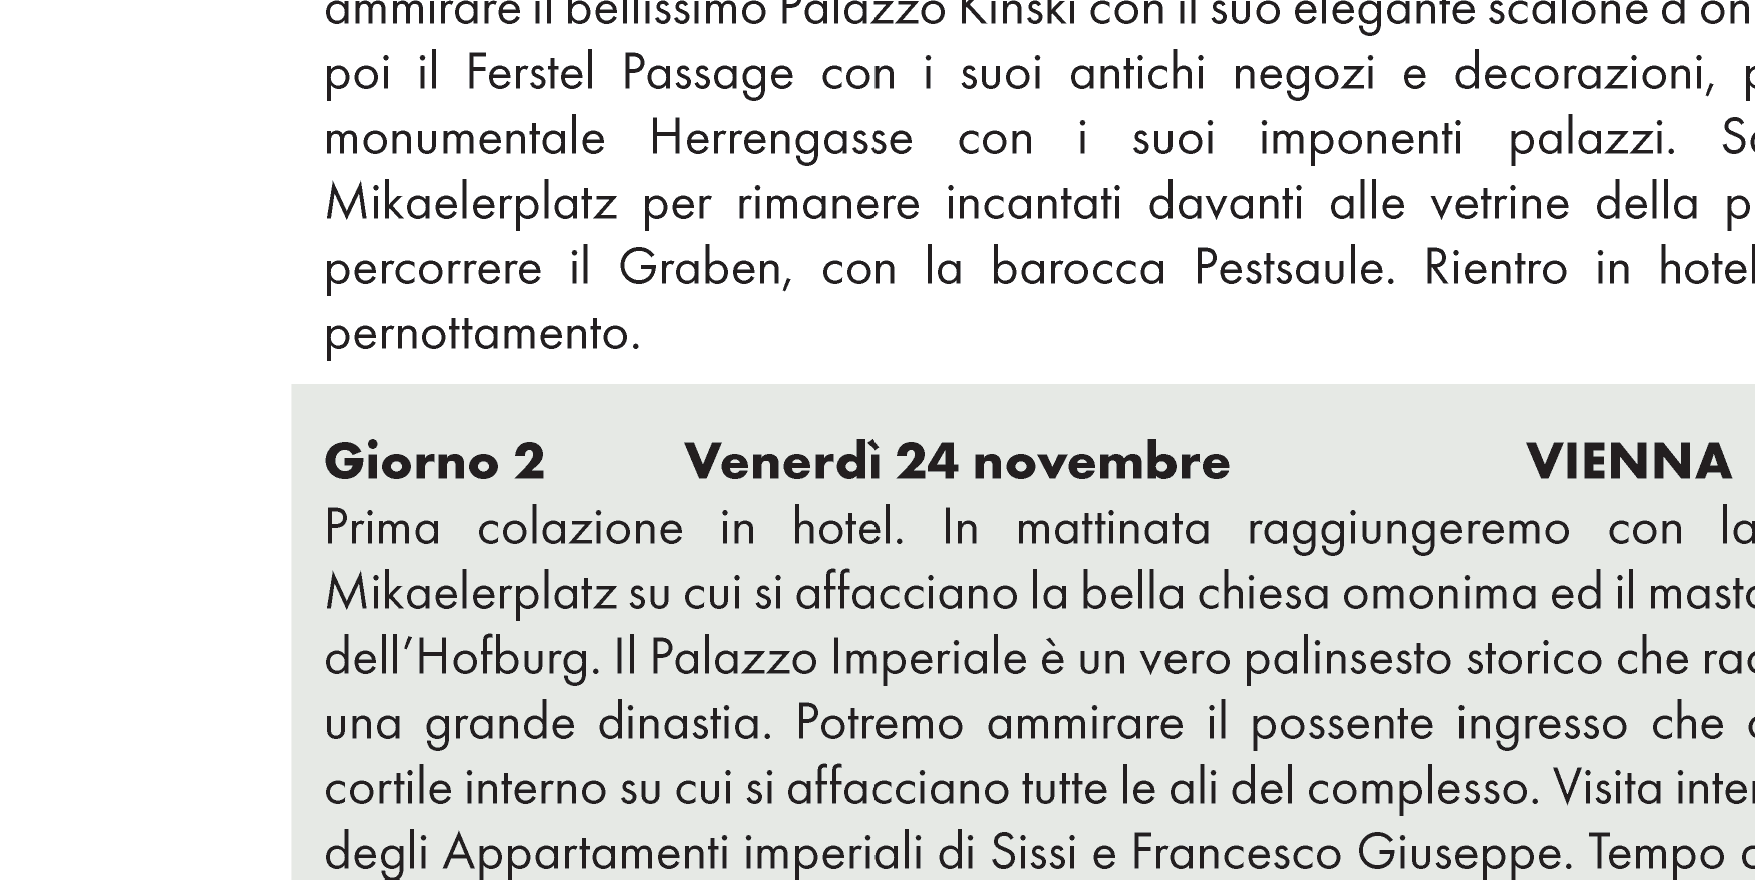 ammirare il bellissimo Palazzo Kinski con il suo elegante scalone d'on
poi il Ferstel Passage con i suoi antichi negozi e decorazioni, p
monumentale Herrengasse con i suoi imponenti palazzi.
Mikaelerplatz per rimanere incantati davanti alle vetrine della p
percorrere il Graben, con la barocca Pestsaule. Rientro in hotel
pernottamento.
Giorno 2 Venerdì 24 novembre VIENNA
Prima colazione in hotel. In mattinata raggiungeremo con la
Mikaelerplatz su cui si affacciano la bella chiesa omonima ed il mast
dell'Hofburg. Il Palazzo Imperiale è un vero palinsesto storico che
una grande dinastia. Potremo ammirare il possente ingresso che
cortile interno su cui si affacciano tutte le ali del complesso. Visita inter
degli Appartamenti imperiali di Sissi e Francesco Giuseppe. Tempo